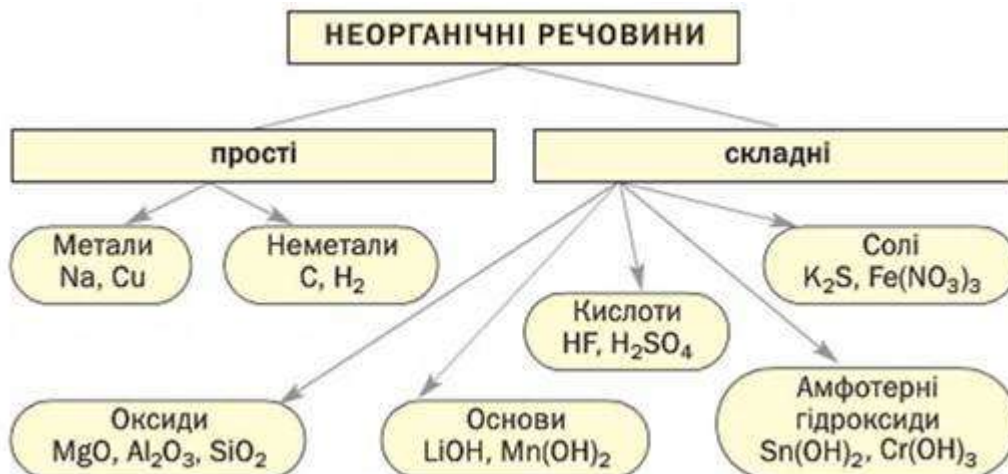 НЕОРГАНІЧНІ РЕЧОВИНИ
прості
складні
Метали
Na, Cu
Неметали
C, H₂
Солі
K₂S, Fe(NO₃)₃
Кислоти
HF, H₂SO₄
Оксиди
MgO, Al₂O₃, SiO₂
Основи
LiOH, Mn(OH)₂
Амфотерні
гідроксиди
Sn(OH)₂, Cr(OH)₃